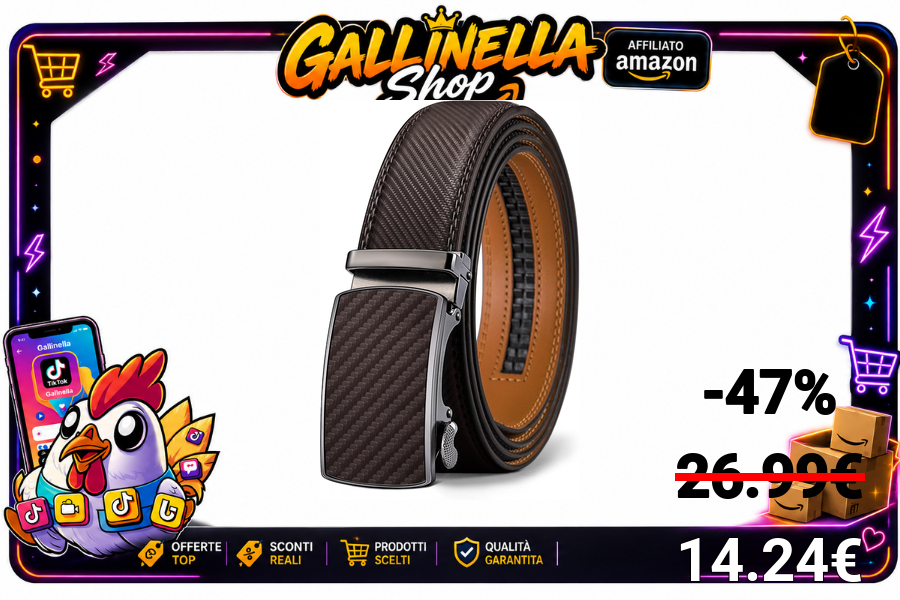 GALLINELLA
Shop
AFFILIATO
amazon
Gallinella
TikTok
Gallinella
-47%
26.99€
14.24€
OFFERTE
TOP
SCONTI
REALI
PRODOTTI
SCELTI
QUALITÀ
GARANTITA